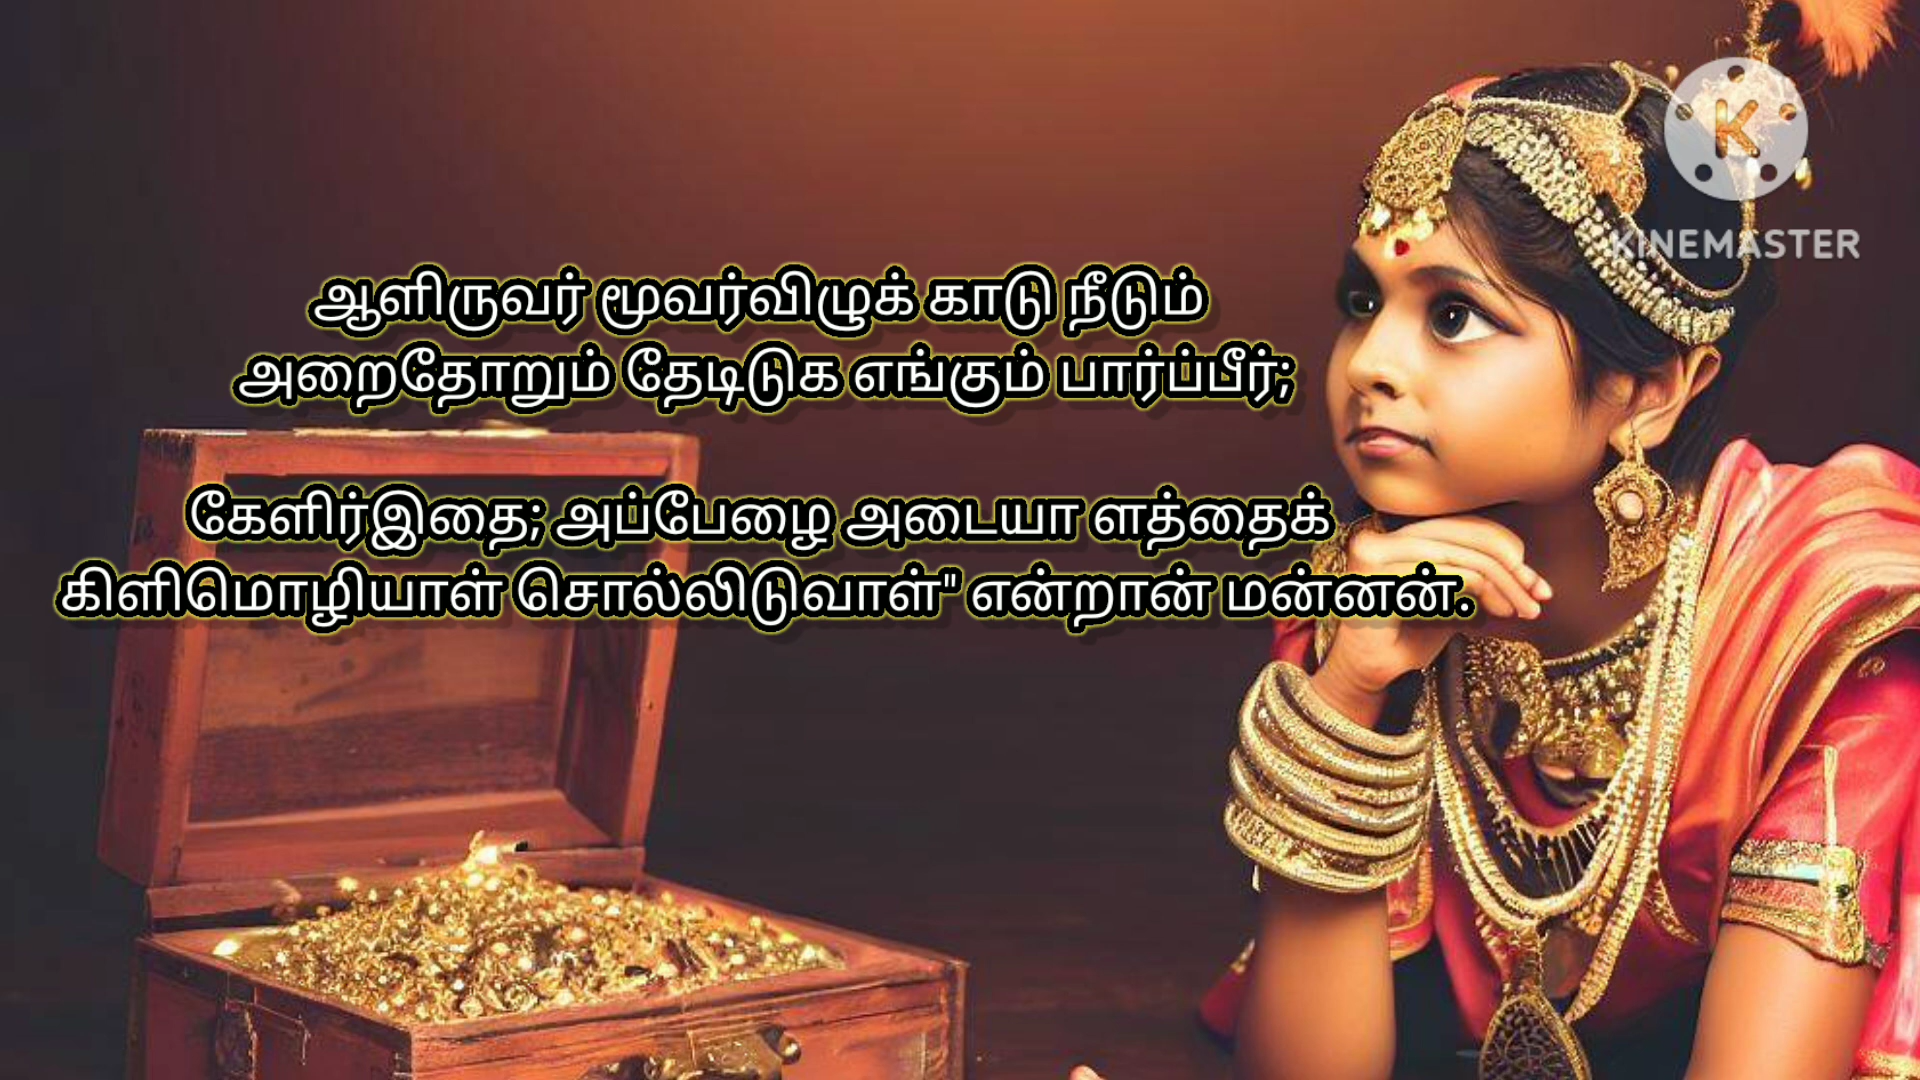 ஆளிருவர் மூவர்விழுக் காடு நீடும்
அறைதோறும் தேடிடுக எங்கும் பார்ப்பீர்;
கேளிர்இதை; அப்பேழை அடையா ளத்தைக்
கிளிமொழியாள் சொல்லிடுவாள்" என்றான் மன்னன்.
K
KINEMASTER